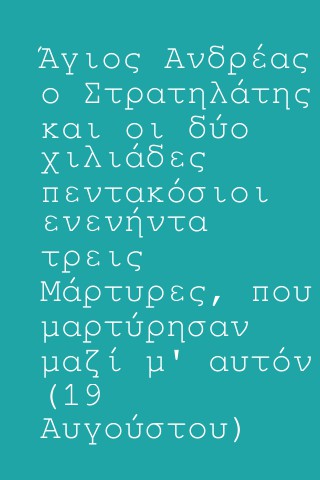 Άγιος Ανδρέας
ο Στρατηλάτης
και οι δύο
χιλιάδες
πεντακόσιοι
ενενήντα
τρεις
Μάρτυρες, που
μαρτύρησαν
μαζί μ' αυτόν
(19
Αυγούστου)